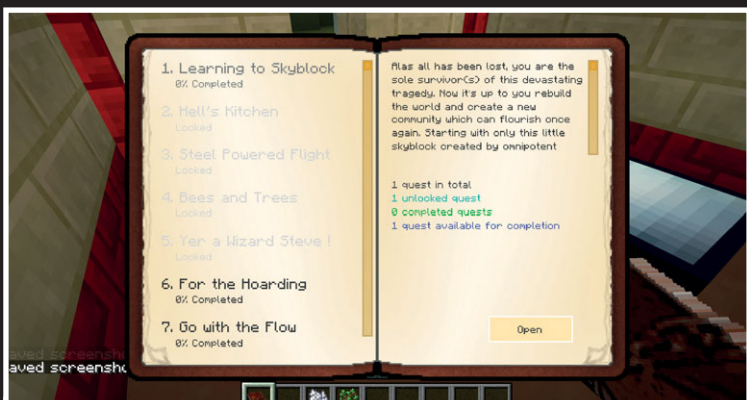 1. Learning to Skyblock
0% Completed
2. Hell's Kitchen
Locked
3. Steel Powered Flight
Locked
4. Bees and Trees
Locked
5. Yer a Wizard Steve !
Locked
6. For the Hoarding
0% Completed
7. Go with the Flow
0% Completed
Alas all has been lost, you are the
sole survivor(s) of this devastating
tragedy. Now it's up to you rebuild
the world and create a new
community which can flourish once
again. Starting with only this little
skyblock created by omnipotent
1 quest in total
1 unlocked quest
0 completed quests
1 quest available for completion
Open
aved screensho
aved screensho